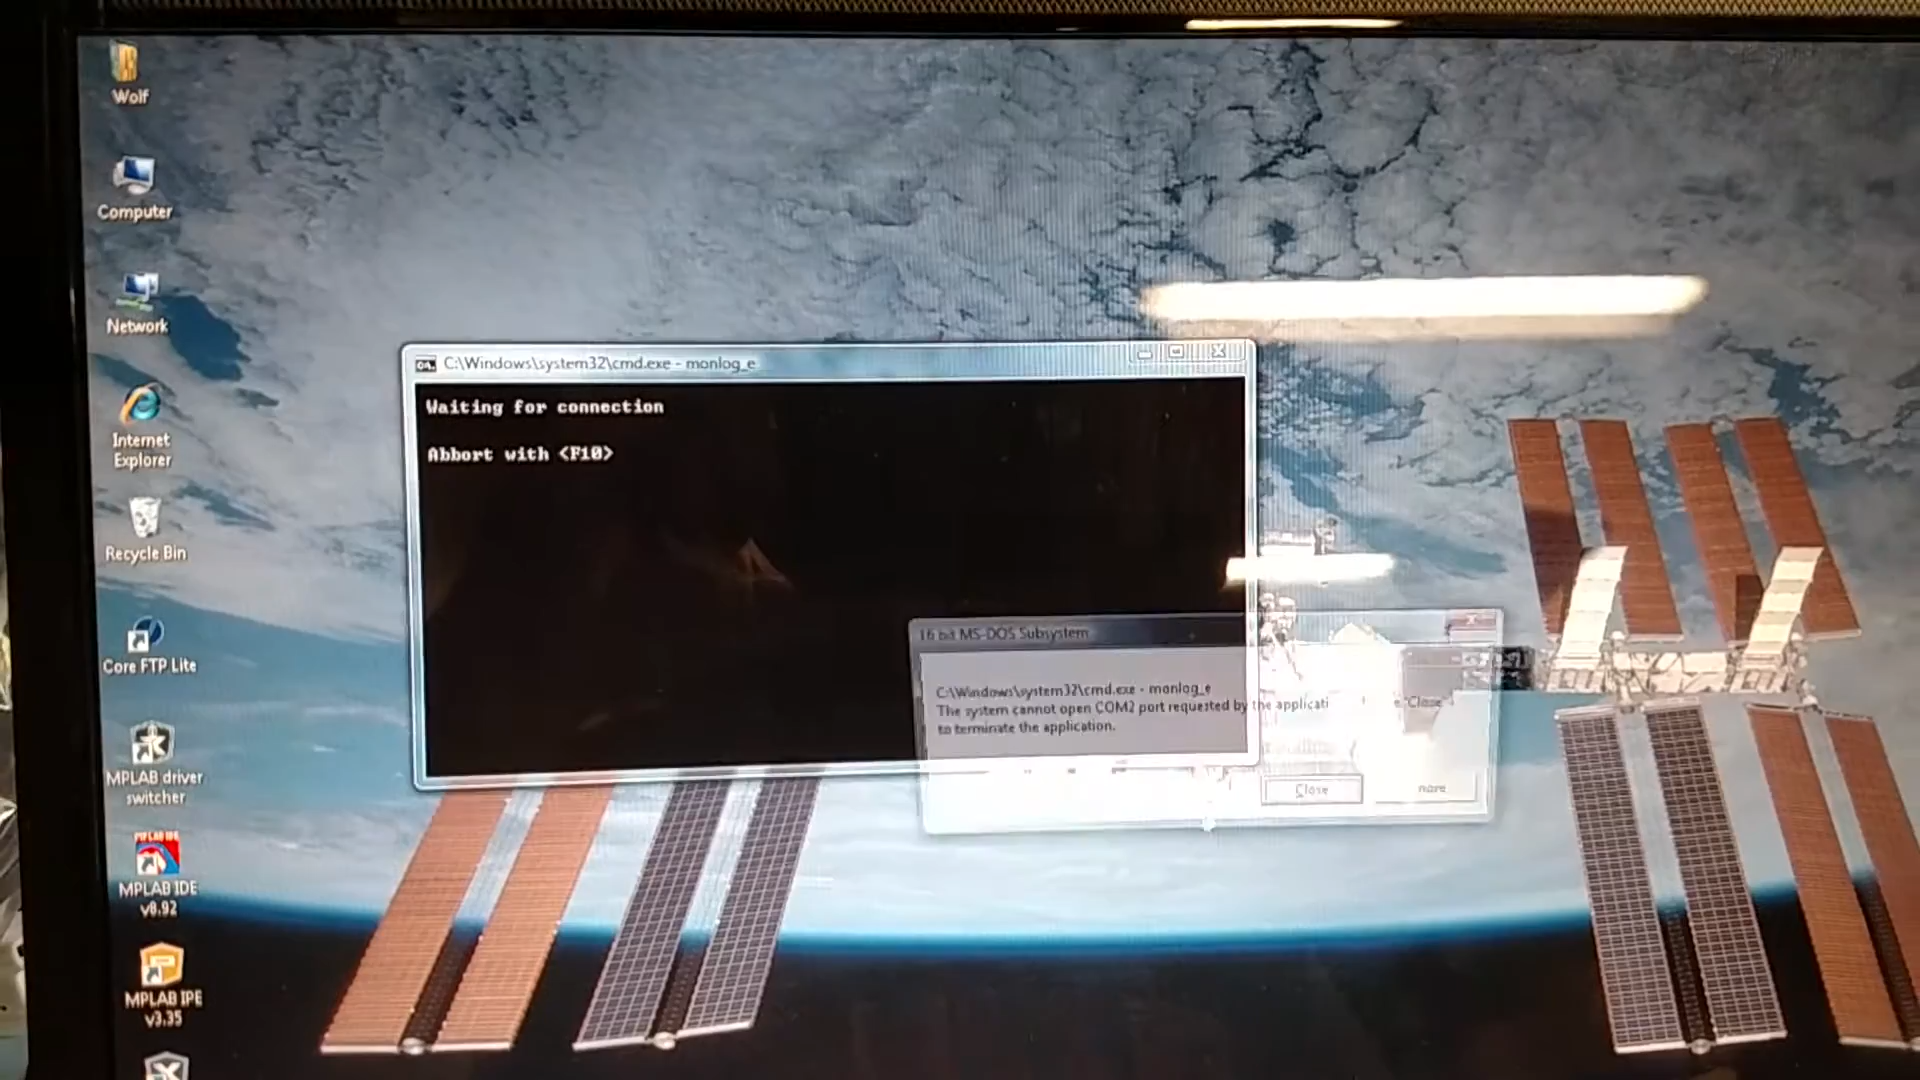 Wolf
Computer
Network
Internet
Explorer
Recycle Bin
Core FTP Lite
MPLAB driver
switcher
MPLAB IDE
v8.92
MPLAB IPE
v3.35
C:\Windows\system32\cmd.exe - monlog_e
Waiting for connection
Abbort with <F10>
16 bit MS-DOS Subsystem
C:\Windows\system32\cmd.exe - monlog_e
The system cannot open COM2 port requested by the "Close"
to terminate the application.
Close